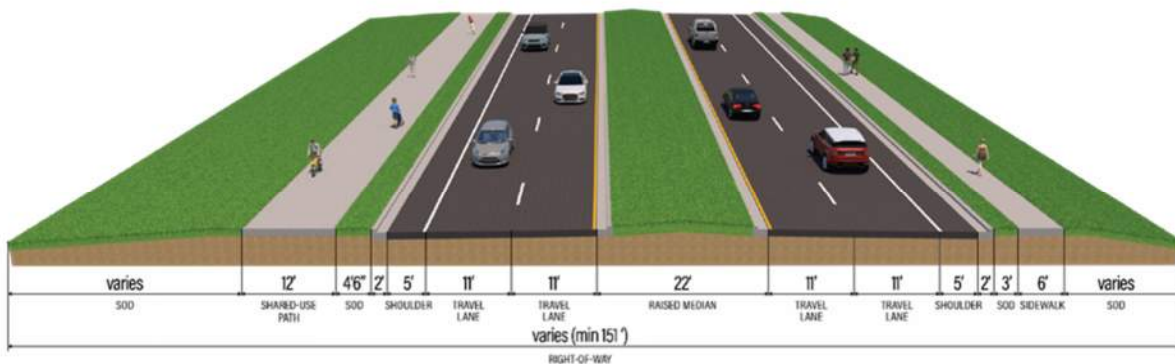 varies 12' 4'6" 2' 5' 11' 11' 22' 11' 11' 5' 2' 3' 6' varies
SOD SHARED-USE PATH SOD SHOULDER TRAVEL LANE TRAVEL LANE RAISED MEDIAN TRAVEL LANE TRAVEL LANE SHOULDER SOD SIDEWALK SOD
varies (min 151')
RIGHT-OF-WAY